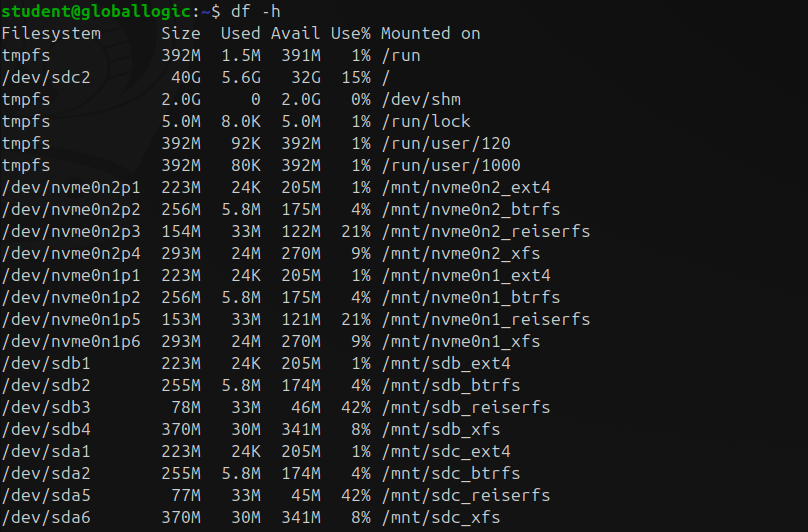 student@globallogic:~$ df -h
Filesystem      Size  Used Avail Use% Mounted on
tmpfs           392M  1.5M  391M   1% /run
/dev/sdc2        40G  5.6G   32G  15% /
tmpfs           2.0G     0  2.0G   0% /dev/shm
tmpfs           5.0M  8.0K  5.0M   1% /run/lock
tmpfs           392M   92K  392M   1% /run/user/120
tmpfs           392M   80K  392M   1% /run/user/1000
/dev/nvme0n2p1  223M   24K  205M   1% /mnt/nvme0n2_ext4
/dev/nvme0n2p2  256M  5.8M  175M   4% /mnt/nvme0n2_btrfs
/dev/nvme0n2p3  154M   33M  122M  21% /mnt/nvme0n2_reiserfs
/dev/nvme0n2p4  293M   24M  270M   9% /mnt/nvme0n2_xfs
/dev/nvme0n1p1  223M   24K  205M   1% /mnt/nvme0n1_ext4
/dev/nvme0n1p2  256M  5.8M  175M   4% /mnt/nvme0n1_btrfs
/dev/nvme0n1p5  153M   33M  121M  21% /mnt/nvme0n1_reiserfs
/dev/nvme0n1p6  293M   24M  270M   9% /mnt/nvme0n1_xfs
/dev/sdb1       223M   24K  205M   1% /mnt/sdb_ext4
/dev/sdb2       255M  5.8M  174M   4% /mnt/sdb_btrfs
/dev/sdb3        78M   33M   46M  42% /mnt/sdb_reiserfs
/dev/sdb4       370M   30M  341M   8% /mnt/sdb_xfs
/dev/sda1       223M   24K  205M   1% /mnt/sdc_ext4
/dev/sda2       255M  5.8M  174M   4% /mnt/sdc_btrfs
/dev/sda5        77M   33M   45M  42% /mnt/sdc_reiserfs
/dev/sda6       370M   30M  341M   8% /mnt/sdc_xfs